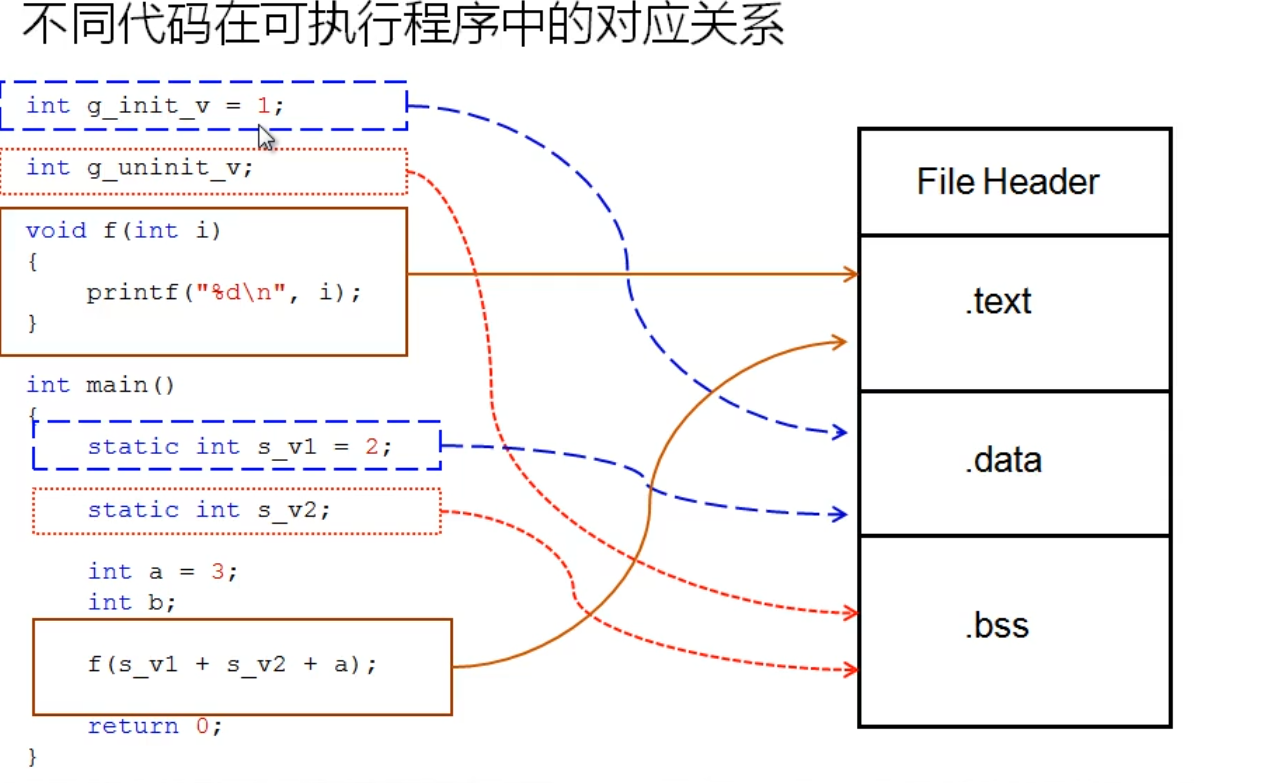 不同代码在可执行程序中的对应关系
int g_init_v = 1;
int g_uninit_v;
void f(int i)
{
    printf("%d\n", i);
}
int main()
{
    static int s_v1 = 2;
    static int s_v2;
    int a = 3;
    int b;
    f(s_v1 + s_v2 + a);
    return 0;
}
File Header
.text
.data
.bss